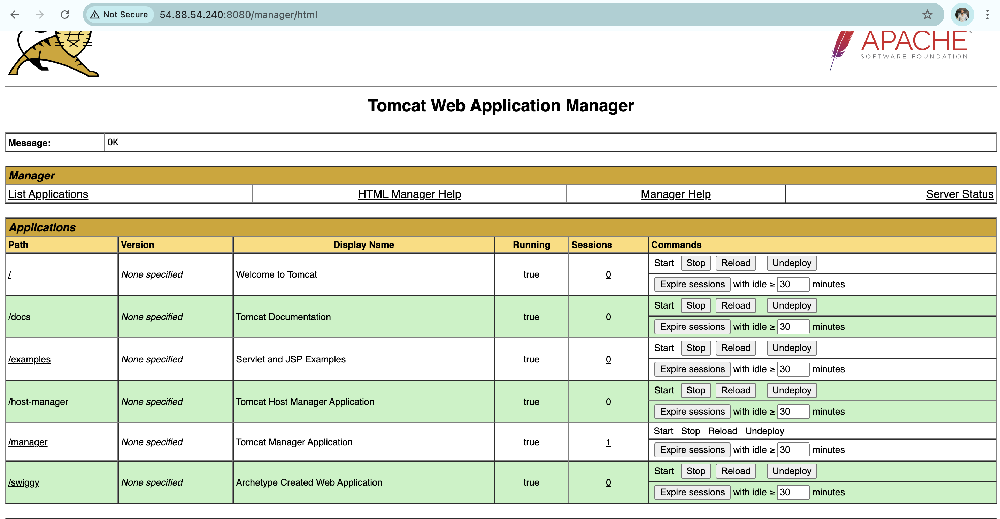 Not Secure 54.88.54.240:8080/manager/html
APACHE
SOFTWARE FOUNDATION
Tomcat Web Application Manager
Message: OK
Manager
List Applications HTML Manager Help Manager Help Server Status
Applications
Path Version Display Name Running Sessions Commands
/ None specified Welcome to Tomcat true 0 Start Stop Reload Undeploy
Expire sessions with idle ≥ 30 minutes
/docs None specified Tomcat Documentation true 0 Start Stop Reload Undeploy
Expire sessions with idle ≥ 30 minutes
/examples None specified Servlet and JSP Examples true 0 Start Stop Reload Undeploy
Expire sessions with idle ≥ 30 minutes
/host-manager None specified Tomcat Host Manager Application true 0 Start Stop Reload Undeploy
Expire sessions with idle ≥ 30 minutes
/manager None specified Tomcat Manager Application true 1 Start Stop Reload Undeploy
Expire sessions with idle ≥ 30 minutes
/swiggy None specified Archetype Created Web Application true 0 Start Stop Reload Undeploy
Expire sessions with idle ≥ 30 minutes